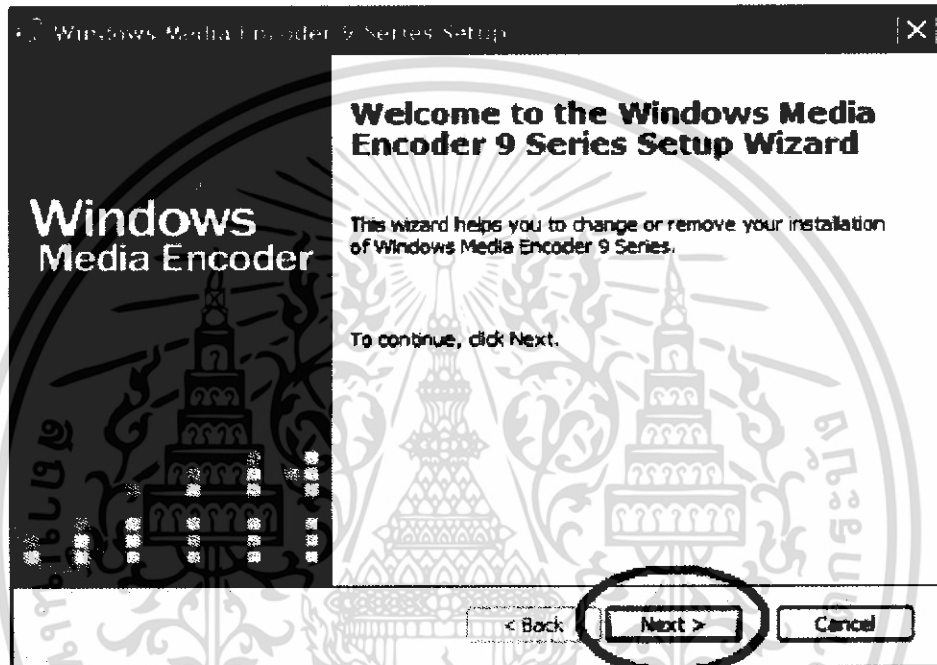 Windows Media Encoder 9 Series Setup
Welcome to the Windows Media
Encoder 9 Series Setup Wizard
Windows
Media Encoder
This wizard helps you to change or remove your installation
of Windows Media Encoder 9 Series.
To continue, click Next.
< Back
Next >
Cancel